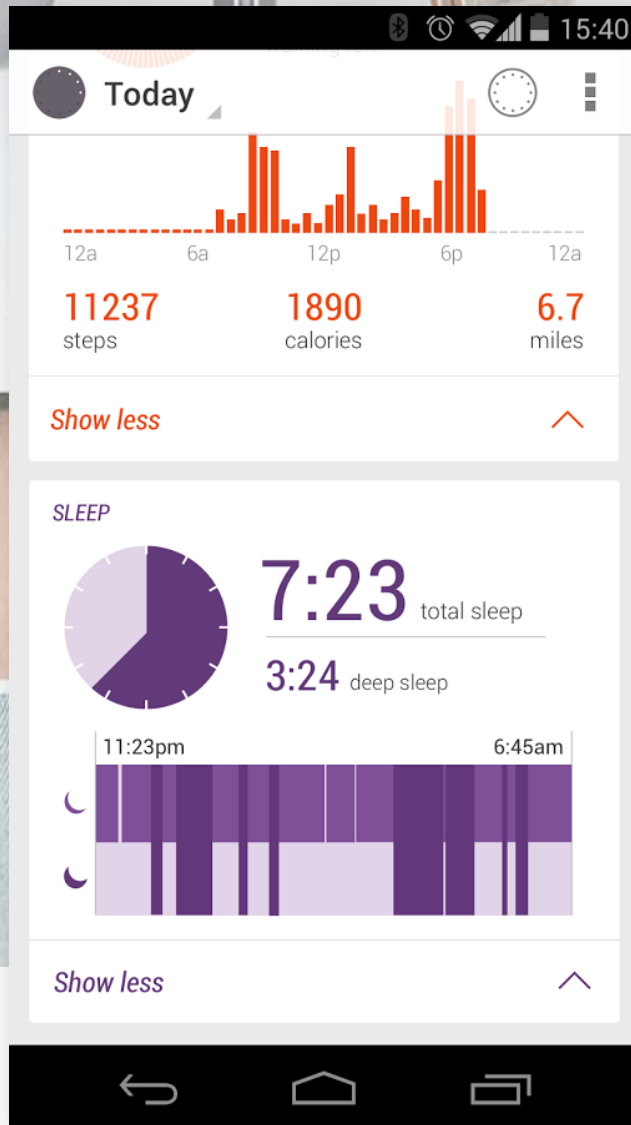 15:40
Today
12a 6a 12p 6p 12a
11237 1890 6.7
steps calories miles
Show less
SLEEP
7:23 total sleep
3:24 deep sleep
11:23pm 6:45am
Show less